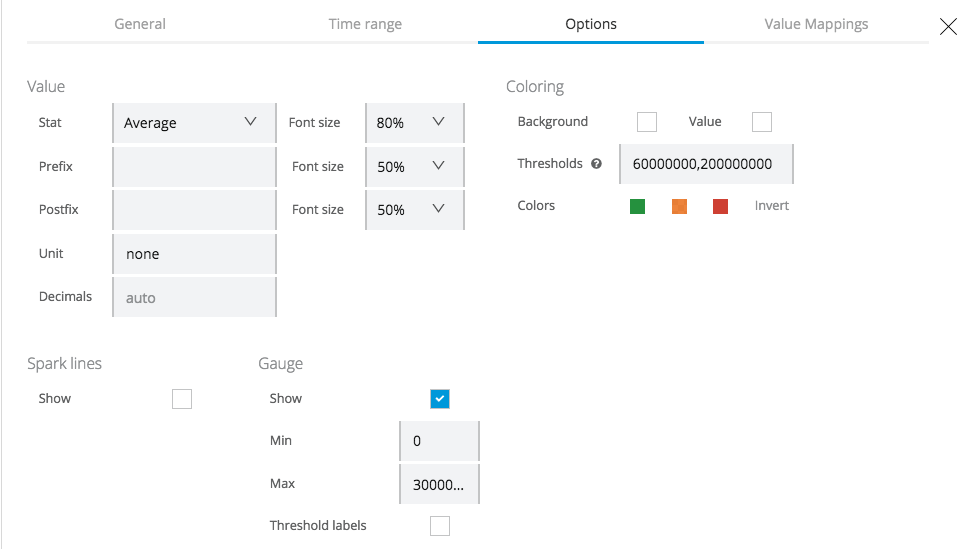 General Time range Options Value Mappings
Value
Stat Average Font size 80%
Prefix Font size 50%
Postfix Font size 50%
Unit none
Decimals auto
Coloring
Background Value
Thresholds ? 60000000,200000000
Colors Invert
Spark lines
Show
Gauge
Show
Min 0
Max 30000...
Threshold labels